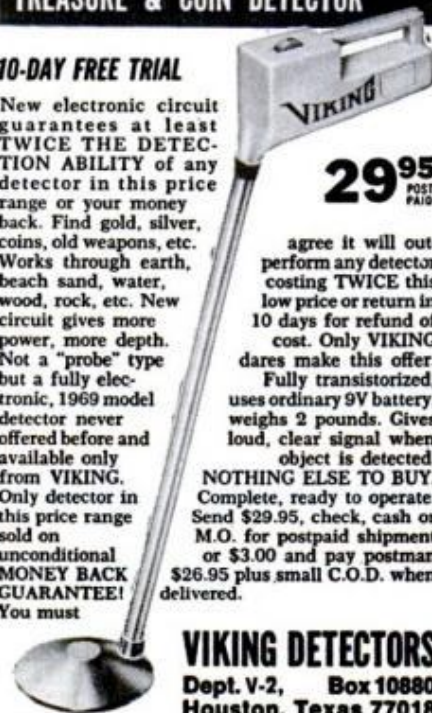 TREASURE & COIN DETECTOR
10-DAY FREE TRIAL
New electronic circuit
guarantees at least
TWICE THE DETEC-
TION ABILITY of any
detector in this price
range or your money
back. Find gold, silver,
coins, old weapons, etc.
Works through earth,
beach sand, water,
wood, rock, etc. New
circuit gives more
power, more depth.
Not a "probe" type
but a fully elec-
tronic, 1969 model
detector never
offered before and
available only
from VIKING.
Only detector in
this price range
sold on
unconditional
MONEY BACK
GUARANTEE!
You must
VIKING
29 95
POST
PAID
agree it will out
perform any detector
costing TWICE this
low price or return in
10 days for refund of
cost. Only VIKING
dares make this offer
Fully transistorized
uses ordinary 9V battery
weighs 2 pounds. Gives
loud, clear signal when
object is detected
NOTHING ELSE TO BUY
Complete, ready to operate
Send $29.95, check, cash or
M.O. for postpaid shipment
or $3.00 and pay postman
$26.95 plus small C.O.D. when
delivered.
VIKING DETECTORS
Dept. V-2, Box 10880
Houston, Texas 77018